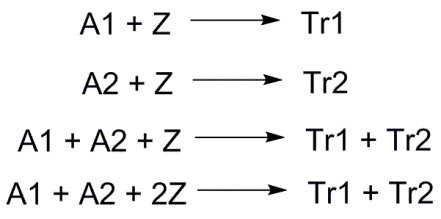 A1 + Z ⟶ Tr1
A2 + Z ⟶ Tr2
A1 + A2 + Z ⟶ Tr1 + Tr2
A1 + A2 + 2Z ⟶ Tr1 + Tr2